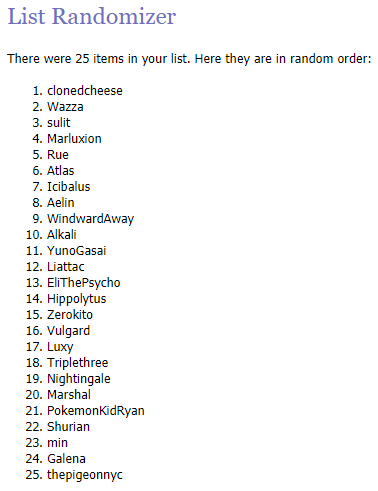 List Randomizer
There were 25 items in your list. Here they are in random order:
1. clonedcheese
2. Wazza
3. sulit
4. Marluxion
5. Rue
6. Atlas
7. Icibalus
8. Aelin
9. WindwardAway
10. Alkali
11. YunoGasai
12. Liattac
13. EliThePsycho
14. Hippolytus
15. Zerokito
16. Vulgard
17. Luxy
18. Triplethree
19. Nightingale
20. Marshal
21. PokemonKidRyan
22. Shurian
23. min
24. Galena
25. thepigeonnyc